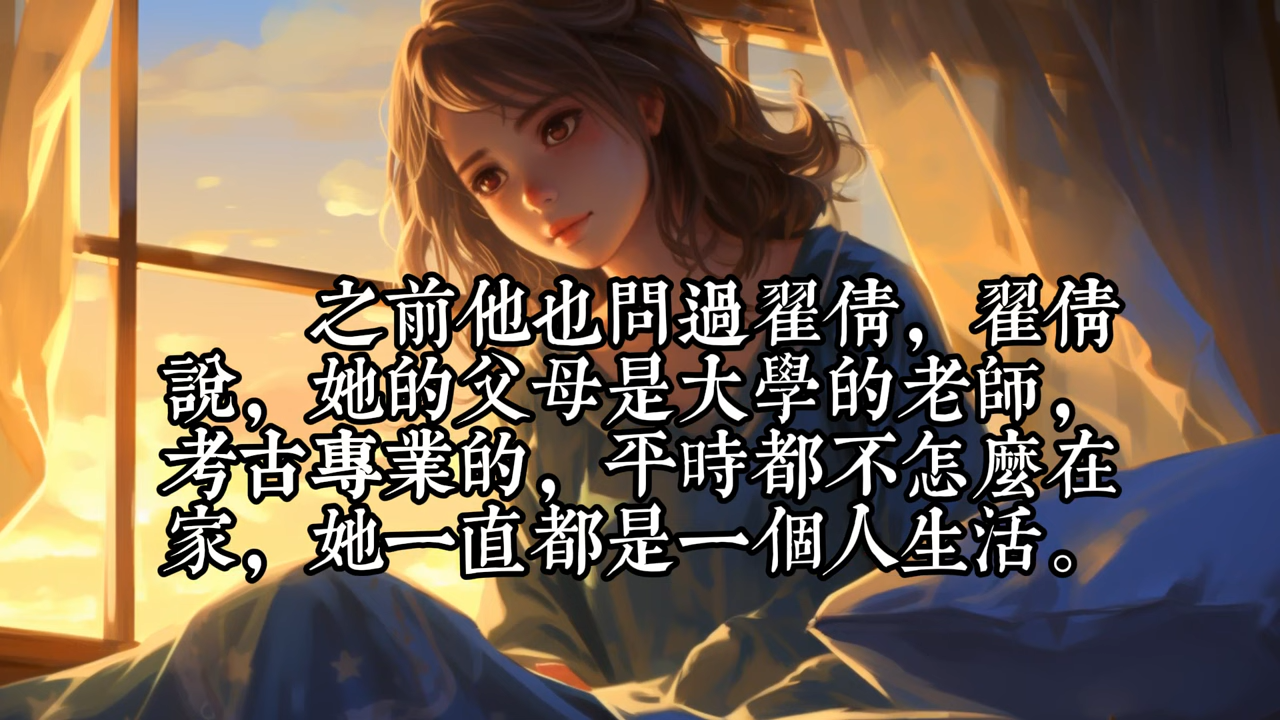 之前他也問過翟倩，翟倩
說，她的父母是大學的老師，
考古專業的，平時都不怎麼在
家，她一直都是一個人生活。